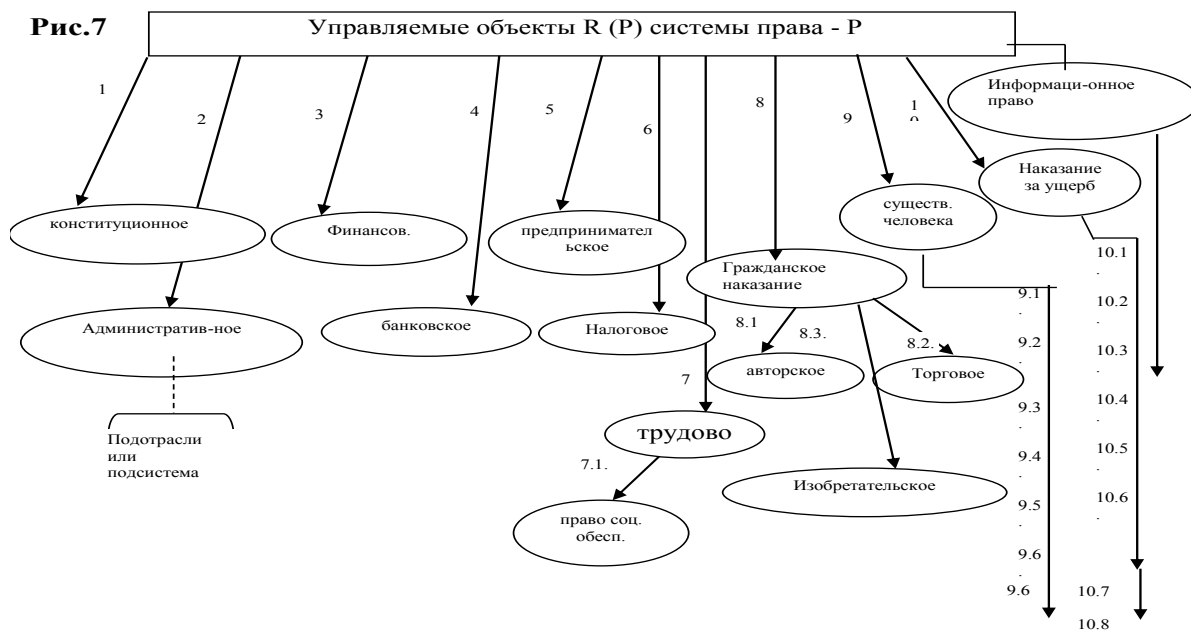 Рис.7
Управляемые объекты R (P) системы права - P
1
2
3
4
5
6
8
9
1
Информаци-онное
право
конституционное
Финансов.
предпринимател
ьское
существ.
человека
Наказание
за ущерб
Гражданское
наказание
Административ-ное
банковское
Налоговое
8.1
8.3.
8.2.
авторское
Торговое
7
трудово
7.1.
право соц.
обесп.
Изобретательское
Подотрасли
или
подсистема
9.1
.
9.2
.
9.3
.
9.4
.
9.5
.
9.6
.
9.6
10.1
.
10.2
.
10.3
.
10.4
.
10.5
.
10.6
.
10.7
10.8